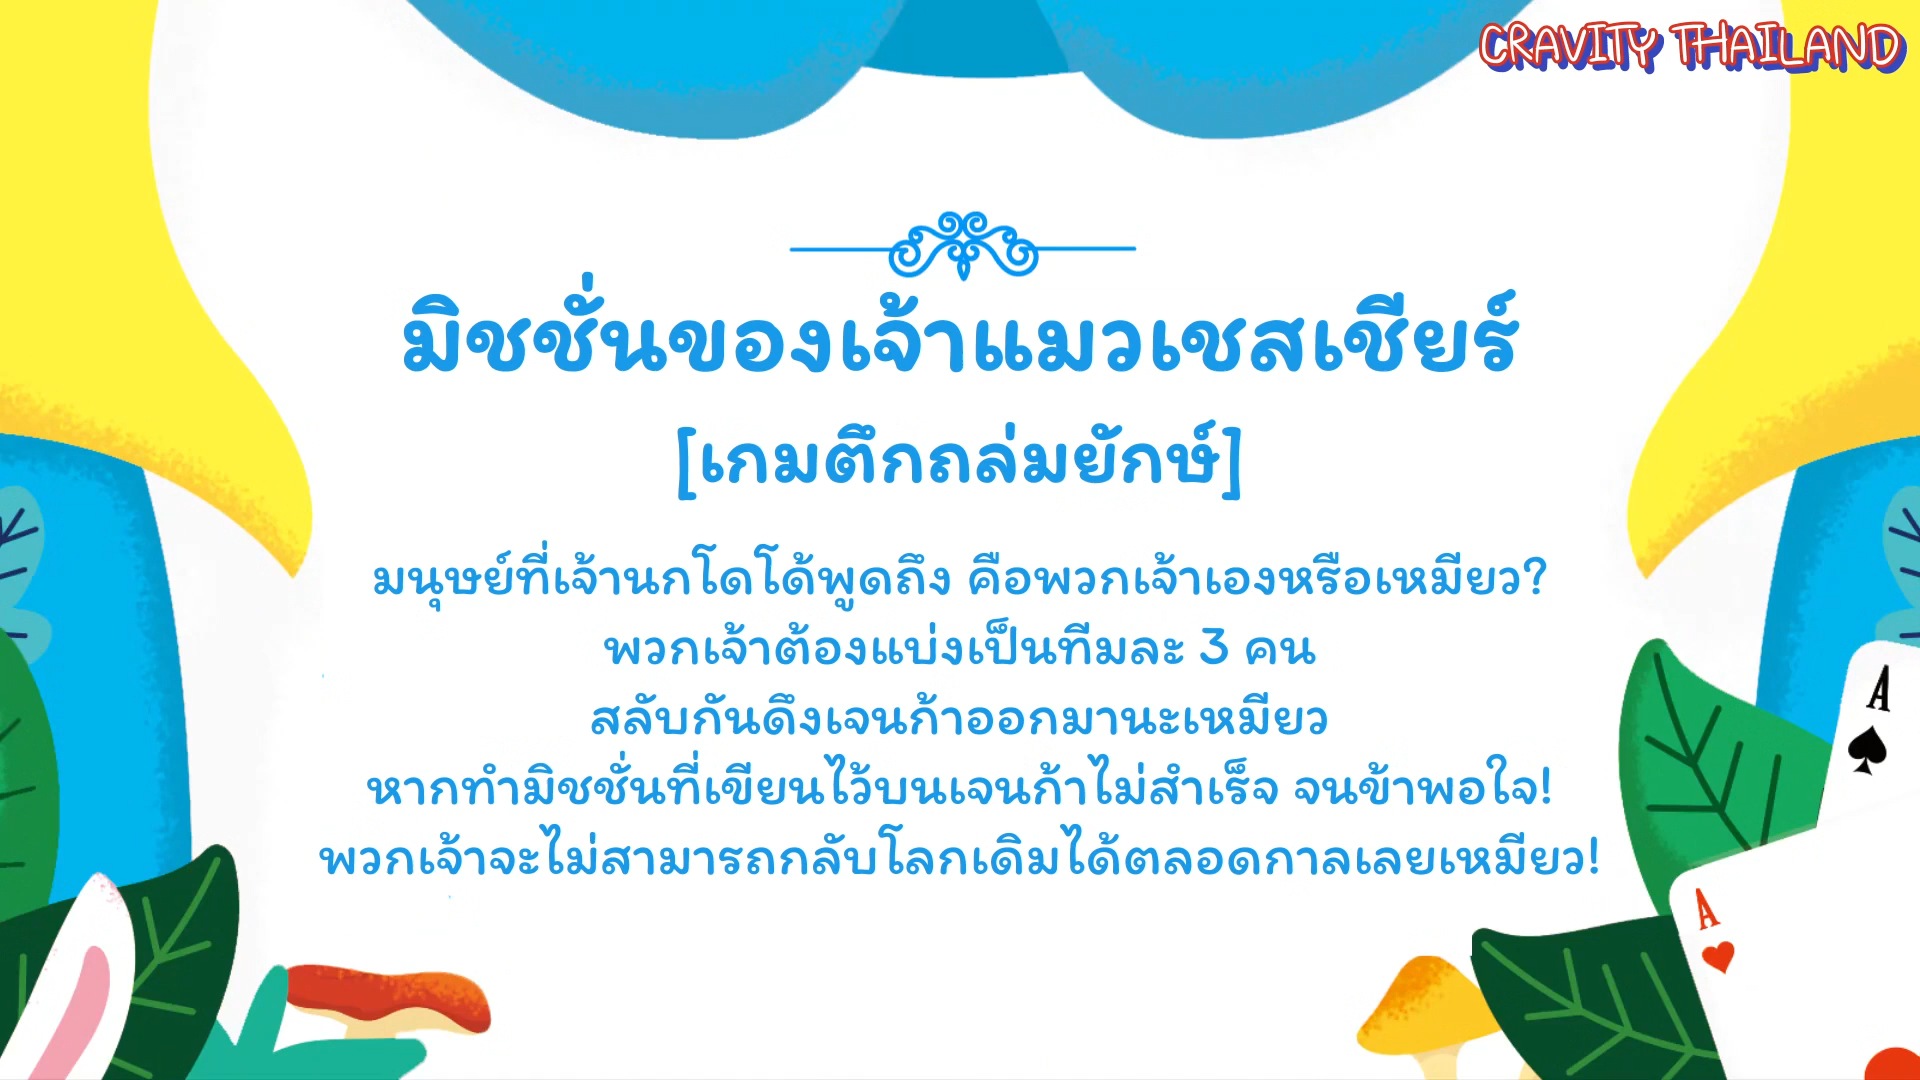 CRAVITY THAILAND
มิชชั่นของเจ้าแมวเชสเชียร์
[เกมตึกถล่มยักษ์]
มนุษย์ที่เจ้านกโดโด้พูดถึง คือพวกเจ้าเองหรือเหมียว?
พวกเจ้าต้องแบ่งเป็นทีมละ 3 คน
สลับกันดึงเจนก้าออกมานะเหมียว
หากทำมิชชั่นที่เขียนไว้บนเจนก้าไม่สำเร็จ จนข้าพอใจ!
พวกเจ้าจะไม่สามารถกลับโลกเดิมได้ตลอดกาลเลยเหมียว!
A
A